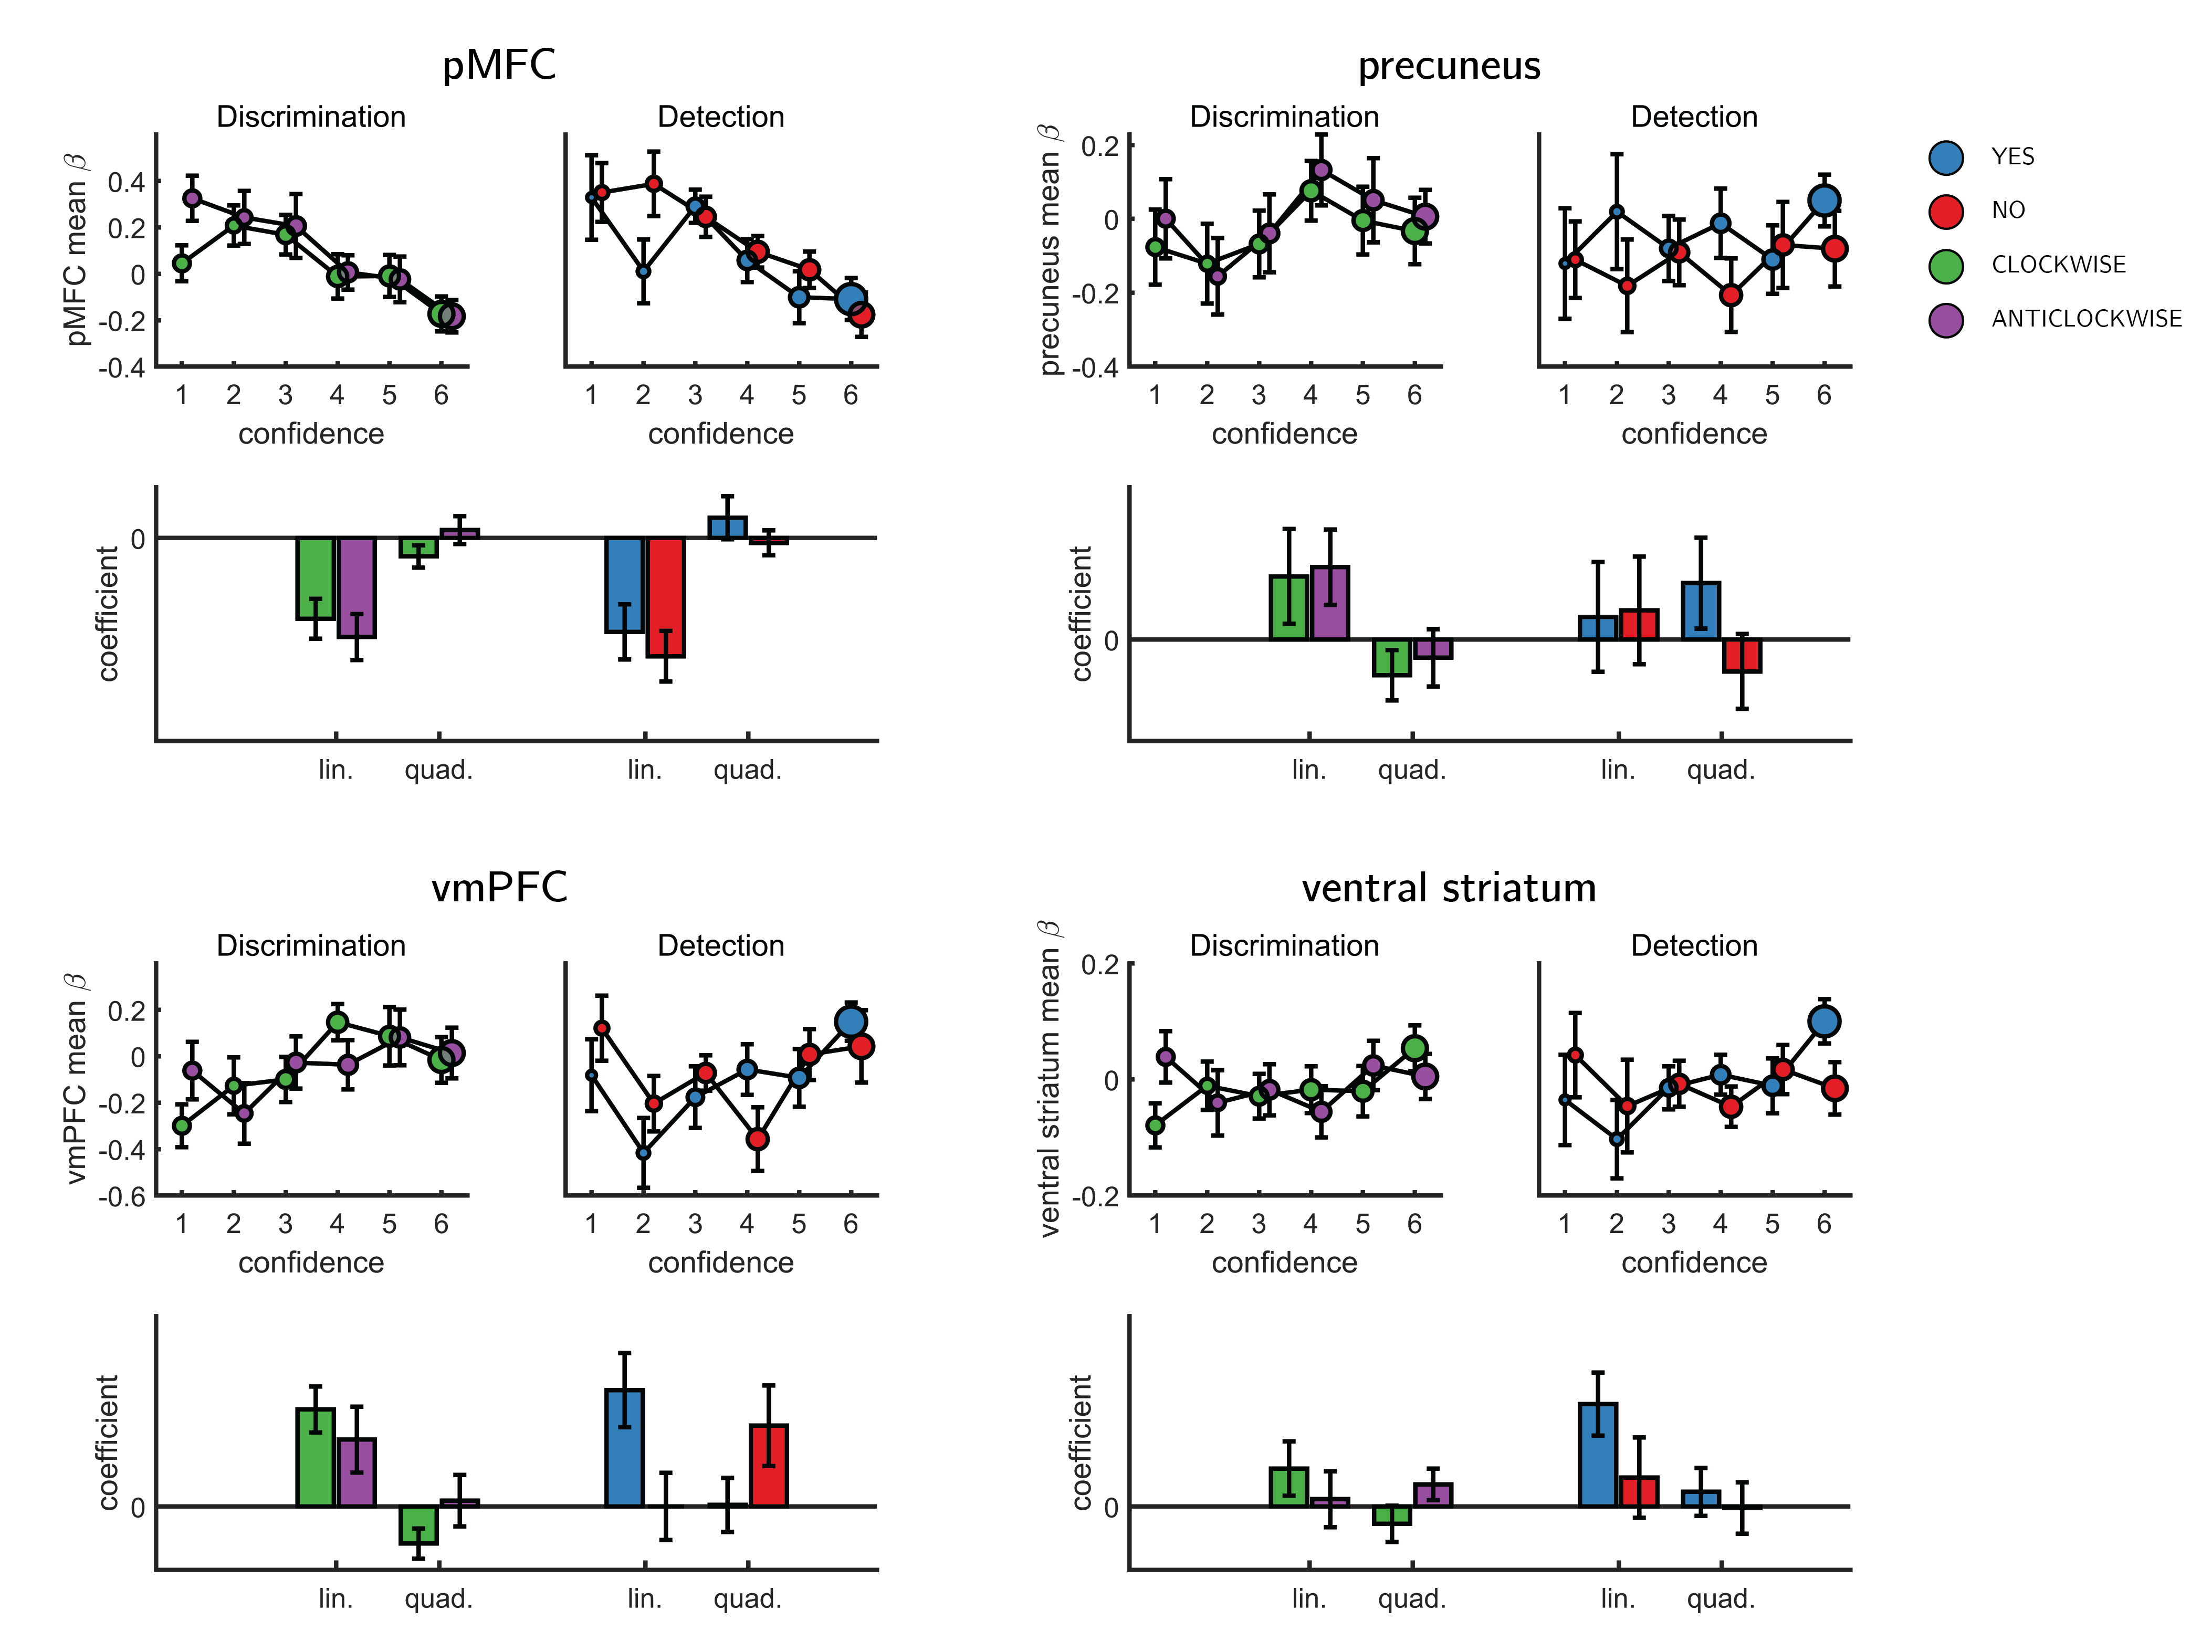 pMFC
Discrimination
Detection
pMFC mean β
0.4
0.2
0
-0.2
-0.4
1 2 3 4 5 6
1 2 3 4 5 6
confidence
confidence
coefficient
0
lin. quad.
lin. quad.
precuneus
Discrimination
Detection
precuneus mean β
0.2
0
-0.2
-0.4
1 2 3 4 5 6
1 2 3 4 5 6
confidence
confidence
coefficient
0
lin. quad.
lin. quad.
YES
NO
CLOCKWISE
ANTICLOCKWISE
vmPFC
Discrimination
Detection
vmPFC mean β
0.2
0
-0.2
-0.4
-0.6
1 2 3 4 5 6
1 2 3 4 5 6
confidence
confidence
coefficient
0
lin. quad.
lin. quad.
ventral striatum
Discrimination
Detection
ventral striatum mean β
0.2
0
-0.2
1 2 3 4 5 6
1 2 3 4 5 6
confidence
confidence
coefficient
0
lin. quad.
lin. quad.